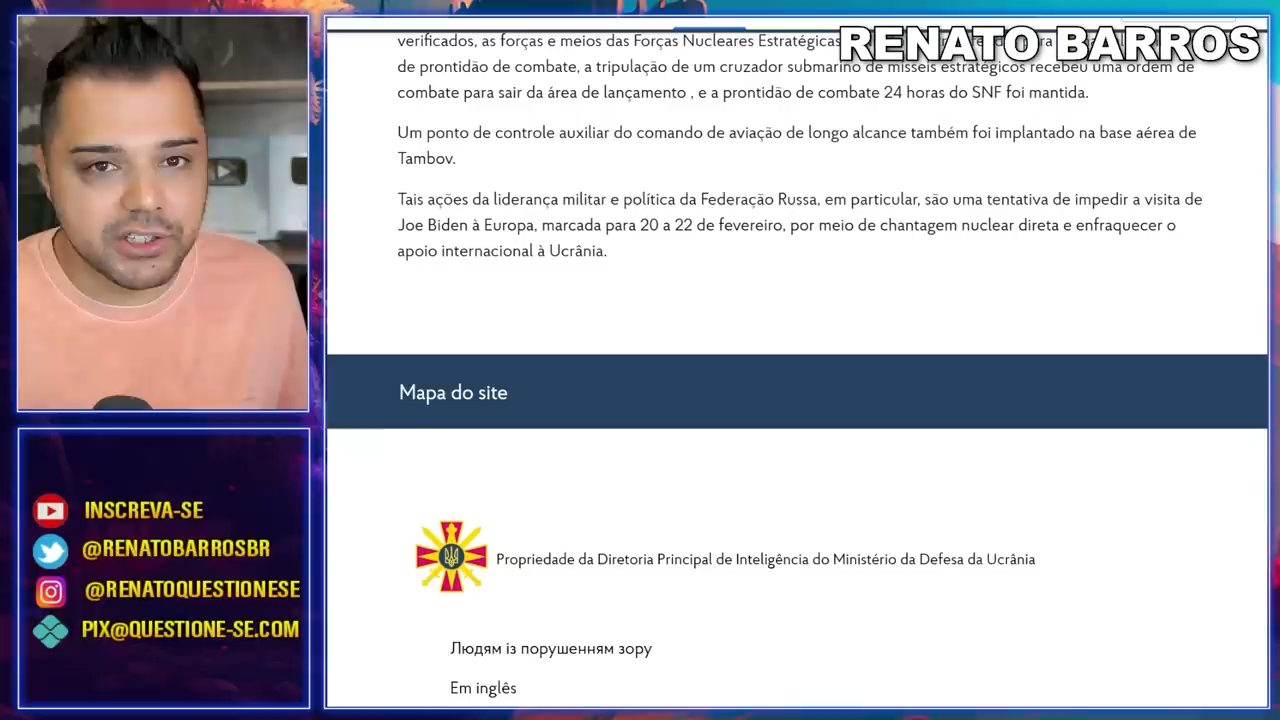 RENATO BARROS
verificados, as forças e meios das Forças Nucleares Estratégicas
de prontidão de combate, a tripulação de um cruzador submarino de mísseis estratégicos recebeu uma ordem de
combate para sair da área de lançamento , e a prontidão de combate 24 horas do SNF foi mantida.
Um ponto de controle auxiliar do comando de aviação de longo alcance também foi implantado na base aérea de
Tambov.
Tais ações da liderança militar e política da Federação Russa, em particular, são uma tentativa de impedir a visita de
Joe Biden à Europa, marcada para 20 a 22 de fevereiro, por meio de chantagem nuclear direta e enfraquecer o
apoio internacional à Ucrânia.
Mapa do site
Propriedade da Diretoria Principal de Inteligência do Ministério da Defesa da Ucrânia
Людям із порушенням зору
Em inglês
INSCREVA-SE
@RENATOBARROSBR
@RENATOQUESTIONESE
PIX@QUESTIONE-SE.COM